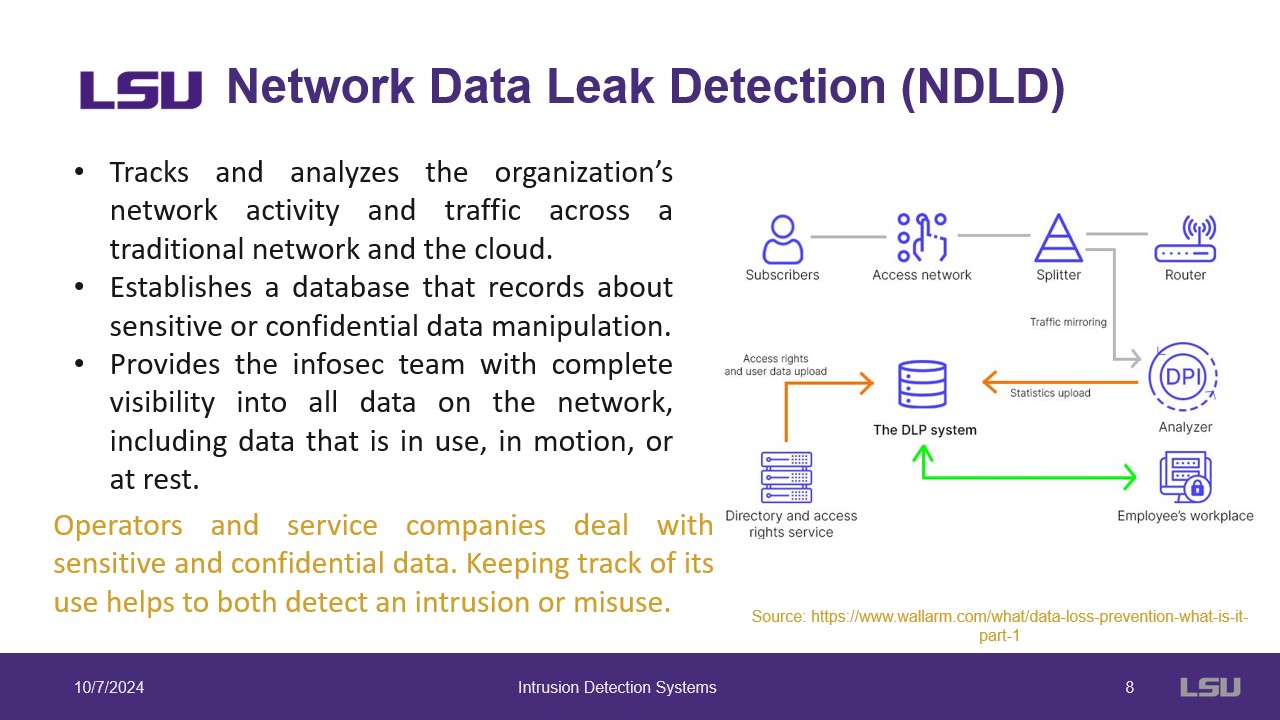 LSU Network Data Leak Detection (NDLD)
• Tracks and analyzes the organization’s
network activity and traffic across a
traditional network and the cloud.
• Establishes a database that records about
sensitive or confidential data manipulation.
• Provides the infosec team with complete
visibility into all data on the network,
including data that is in use, in motion, or
at rest.
Operators and service companies deal with
sensitive and confidential data. Keeping track of its
use helps to both detect an intrusion or misuse.
Subscribers
Access network
Splitter
Router
Traffic mirroring
Access rights
and user data upload
DPI
Statistics upload
Analyzer
The DLP system
Directory and access
rights service
Employee’s workplace
Source: https://www.wallarm.com/what/data-loss-prevention-what-is-it-
part-1
10/7/2024
Intrusion Detection Systems
8
LSU